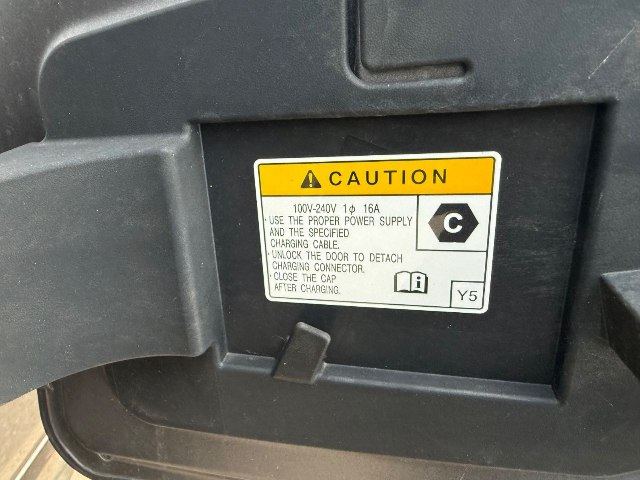 CAUTION
100V-240V 1ϕ 16A
· USE THE PROPER POWER SUPPLY
AND THE SPECIFIED
CHARGING CABLE.
· UNLOCK THE DOOR TO DETACH
CHARGING CONNECTOR.
· CLOSE THE CAP
AFTER CHARGING.
C
i
Y5